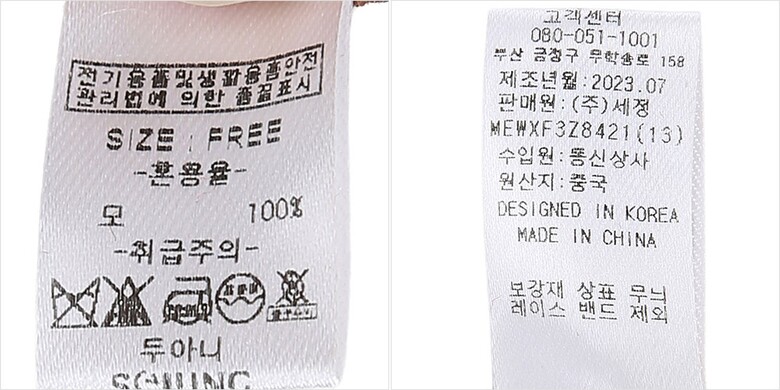 전기용품및생활용품안전
관리법에 의한 품질표시
SIZE : FREE
-혼용율-
모 100%
-취급주의-
두아니
고객센터
080-051-1001
부산 금정구 무학송로 158
제조년월:2023.07
판매원:(주)세정
MEWXF3Z8421(13)
수입원:통신상사
원산지:중국
DESIGNED IN KOREA
MADE IN CHINA
보강재 상표 무늬
레이스 밴드 제외